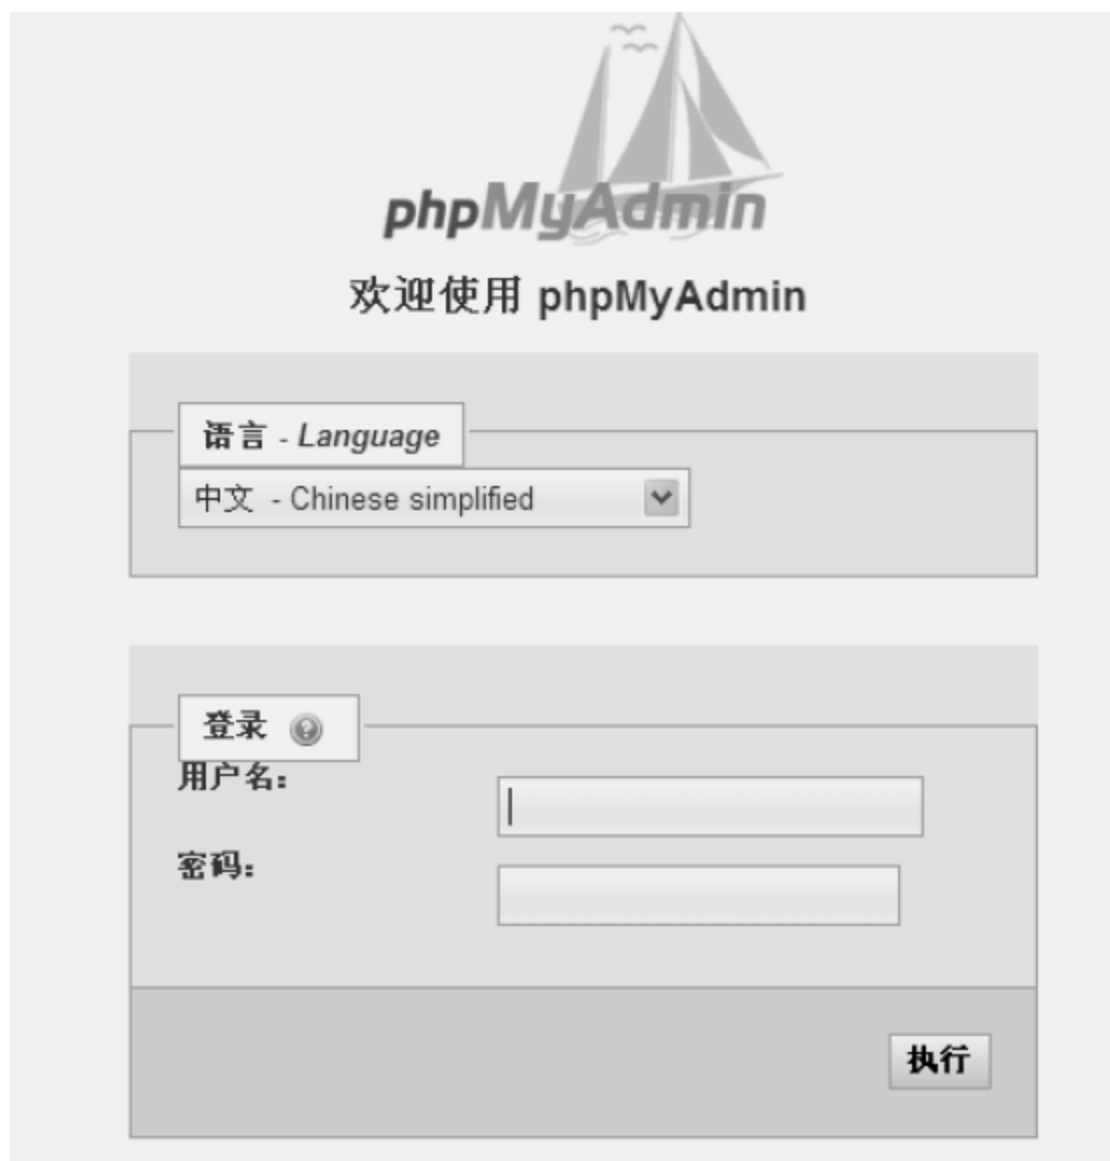 phpMyAdmin
欢迎使用 phpMyAdmin
语言 - Language
中文 - Chinese simplified
登录
用户名：
密码：
执行